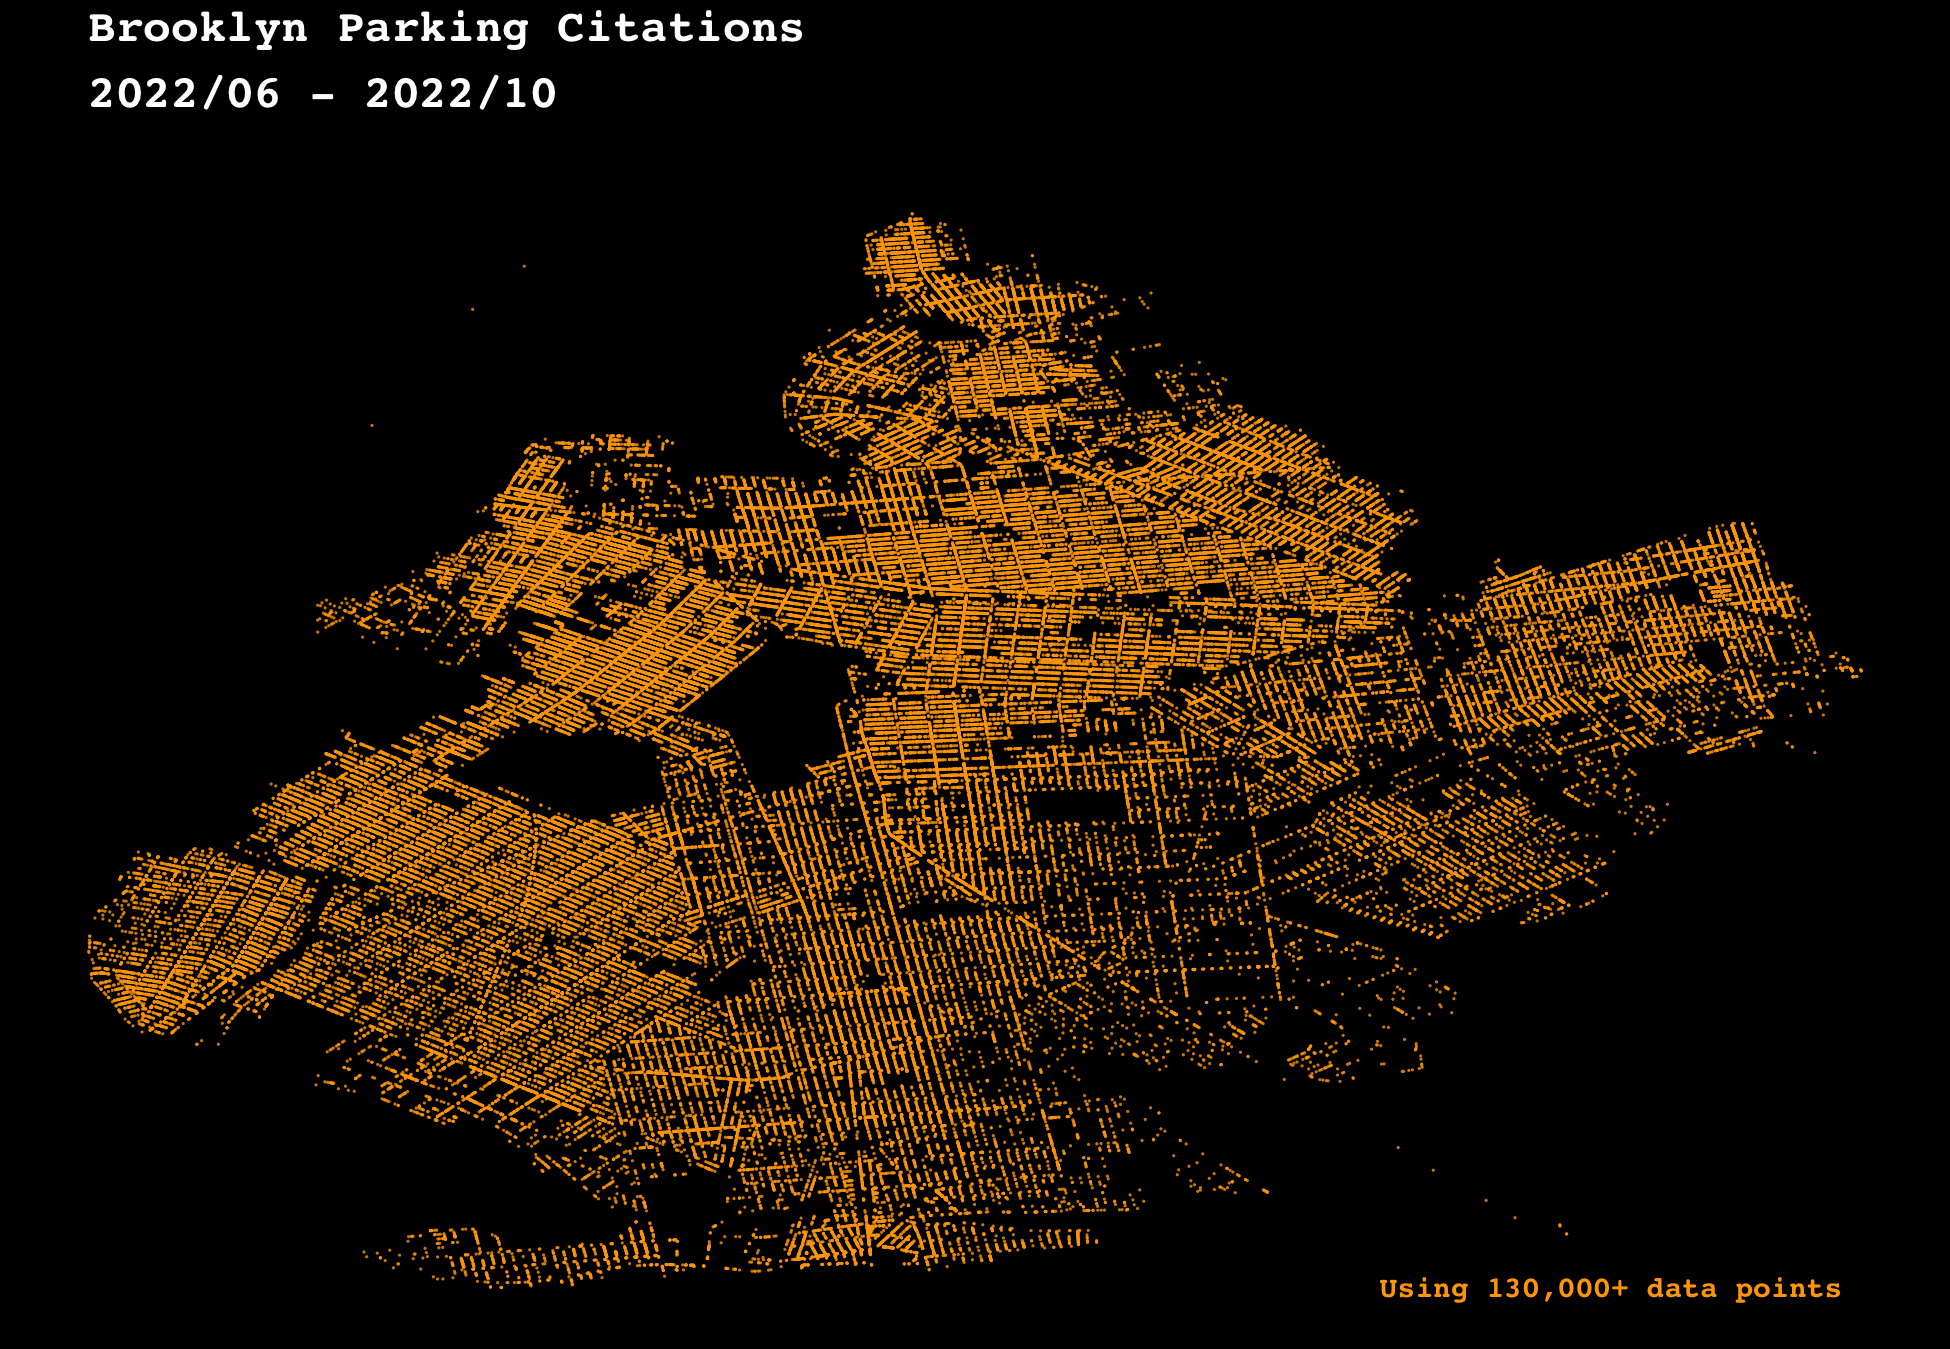 Brooklyn Parking Citations
2022/06 – 2022/10
Using 130,000+ data points